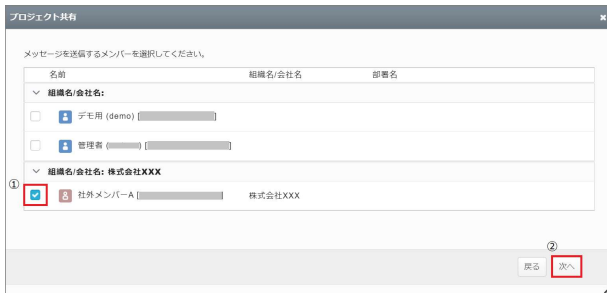 プロジェクト共有
メッセージを送信するメンバーを選択してください。
名前 組織名/会社名 部署名
組織名/会社名:
デモ用 (demo) [ ]
管理者 ( ) [ ]
組織名/会社名: 株式会社XXX
①
社外メンバーA [ ] 株式会社XXX
②
戻る 次へ